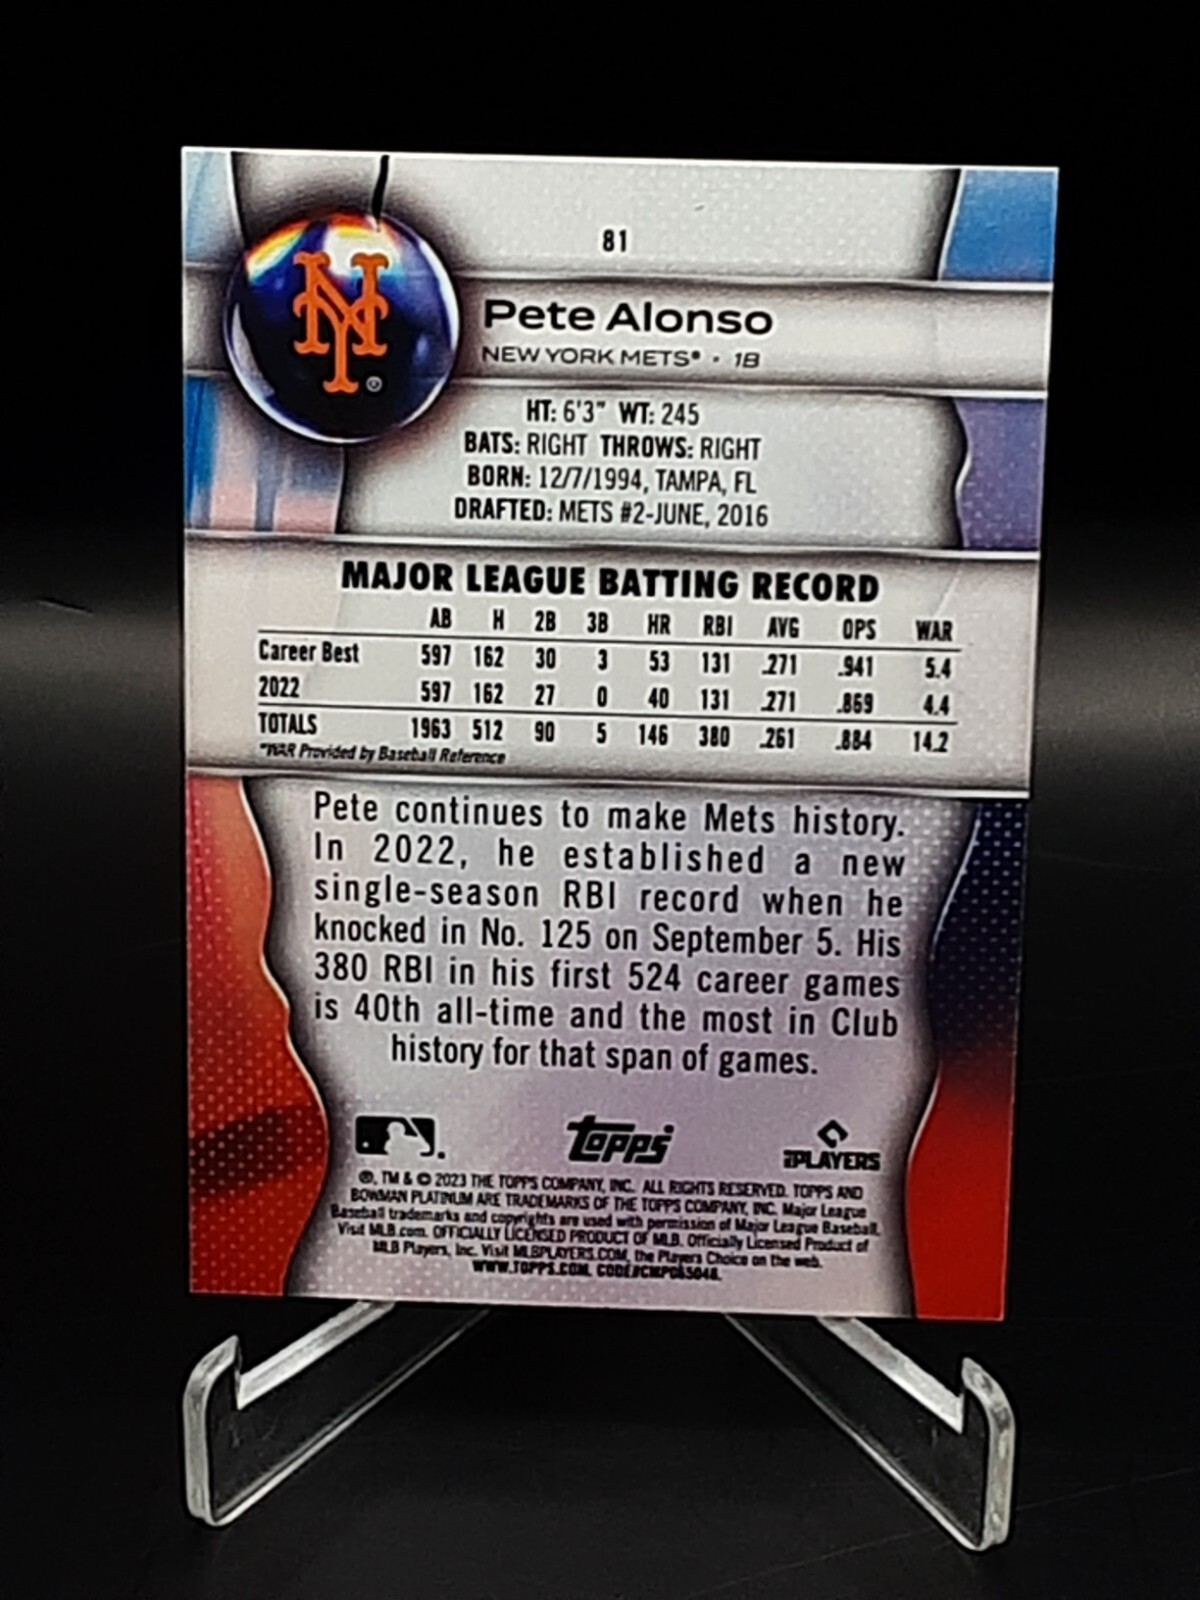 81
NY ®
Pete Alonso
NEW YORK METS® • 1B
HT: 6'3" WT: 245
BATS: RIGHT THROWS: RIGHT
BORN: 12/7/1994, TAMPA, FL
DRAFTED: METS #2-JUNE, 2016
MAJOR LEAGUE BATTING RECORD
AB H 2B 3B HR RBI AVG OPS WAR
Career Best 597 162 30 3 53 131 .271 .941 5.4
2022 597 162 27 0 40 131 .271 .869 4.4
TOTALS 1963 512 90 5 146 380 .261 .884 14.2
*WAR Provided by Baseball Reference
Pete continues to make Mets history.
In 2022, he established a new
single-season RBI record when he
knocked in No. 125 on September 5. His
380 RBI in his first 524 career games
is 40th all-time and the most in Club
history for that span of games.
topps
PLAYERS
®, TM & © 2023 THE TOPPS COMPANY, INC. ALL RIGHTS RESERVED. TOPPS AND
BOWMAN PLATINUM ARE TRADEMARKS OF THE TOPPS COMPANY, INC. Major League
Baseball trademarks and copyrights are used with permission of Major League Baseball.
Visit MLB.com. OFFICIALLY LICENSED PRODUCT OF MLB. Officially Licensed Product of
MLB Players, Inc. Visit MLBPLAYERS.COM, the Players Choice on the web.
WWW.TOPPS.COM.